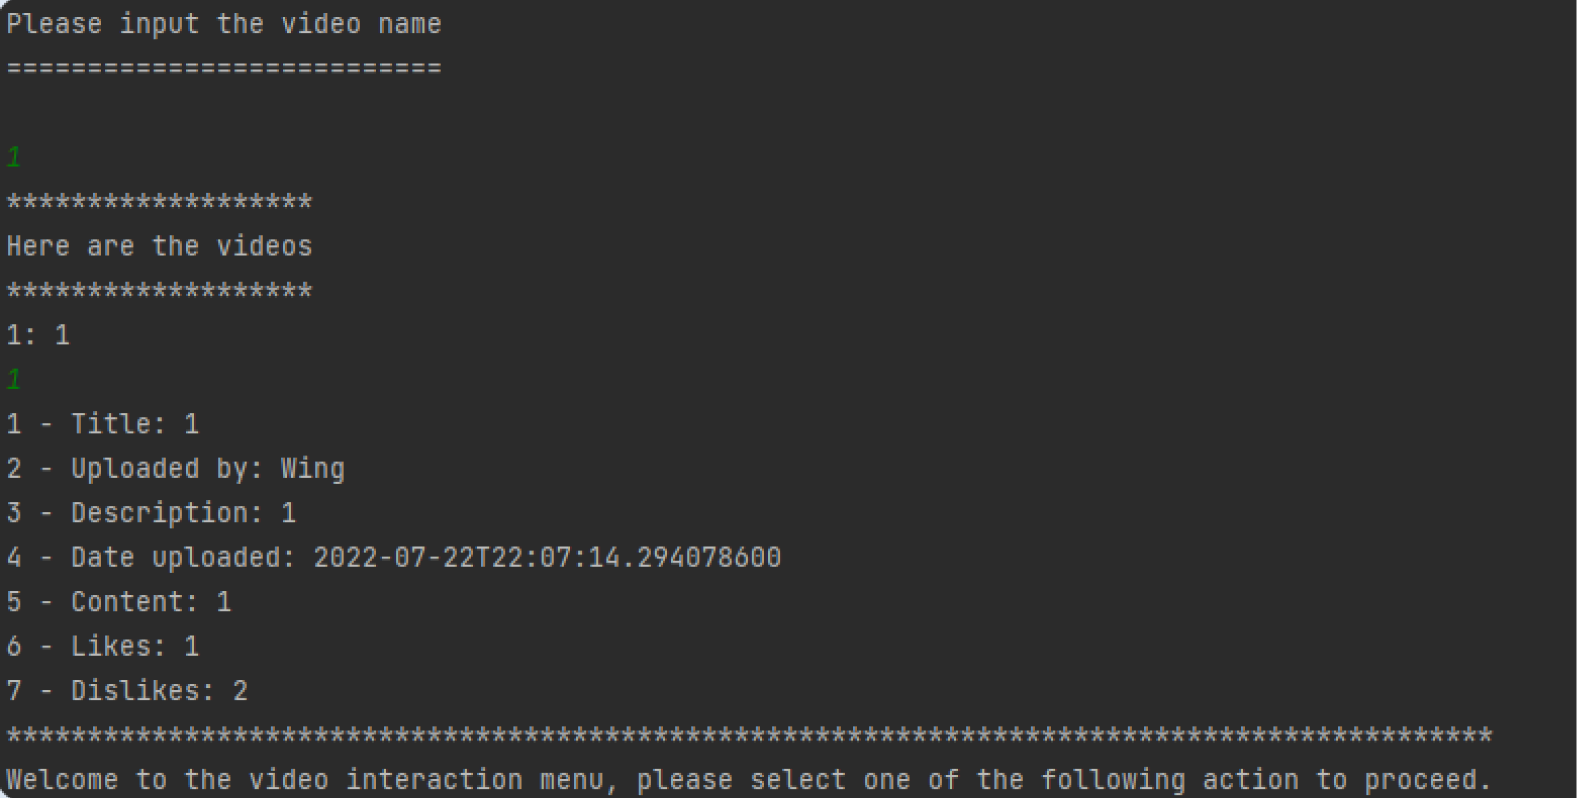 Please input the video name
===========================
1
*******************
Here are the videos
*******************
1: 1
1
1 - Title: 1
2 - Uploaded by: Wing
3 - Description: 1
4 - Date uploaded: 2022-07-22T22:07:14.294078600
5 - Content: 1
6 - Likes: 1
7 - Dislikes: 2
********************************************************************************************
Welcome to the video interaction menu, please select one of the following action to proceed.